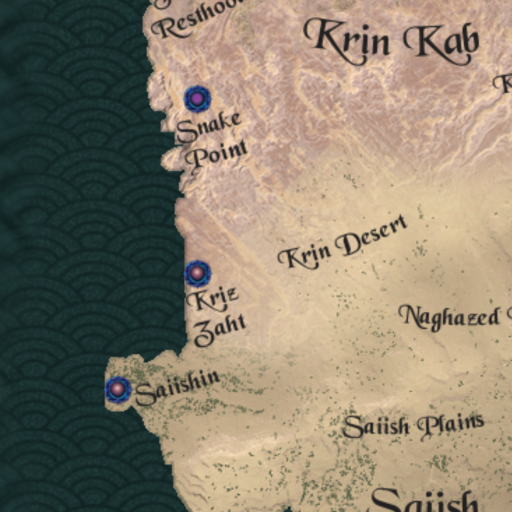 Krin Kab
Snake
Point
Krin Desert
Kriz
Zaht
Naghazed
Saiishin
Saiish Plains
Saiish